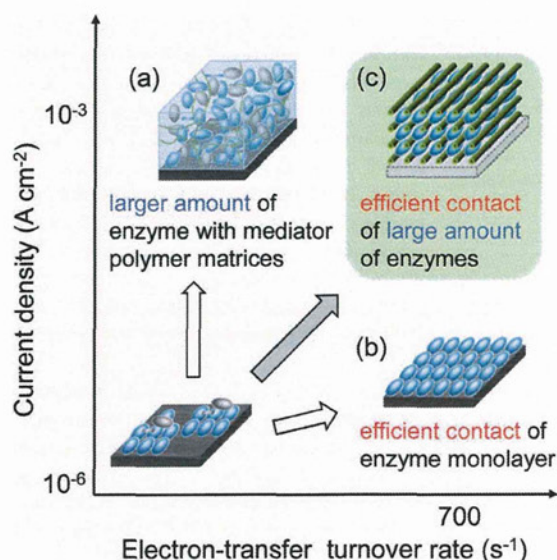 (a)
(c)
10-3
larger amount of
enzyme with mediator
polymer matrices
efficient contact
of large amount
of enzymes
Current density (A cm-2)
(b)
efficient contact of
enzyme monolayer
10-6
700
Electron-transfer turnover rate (s-1)